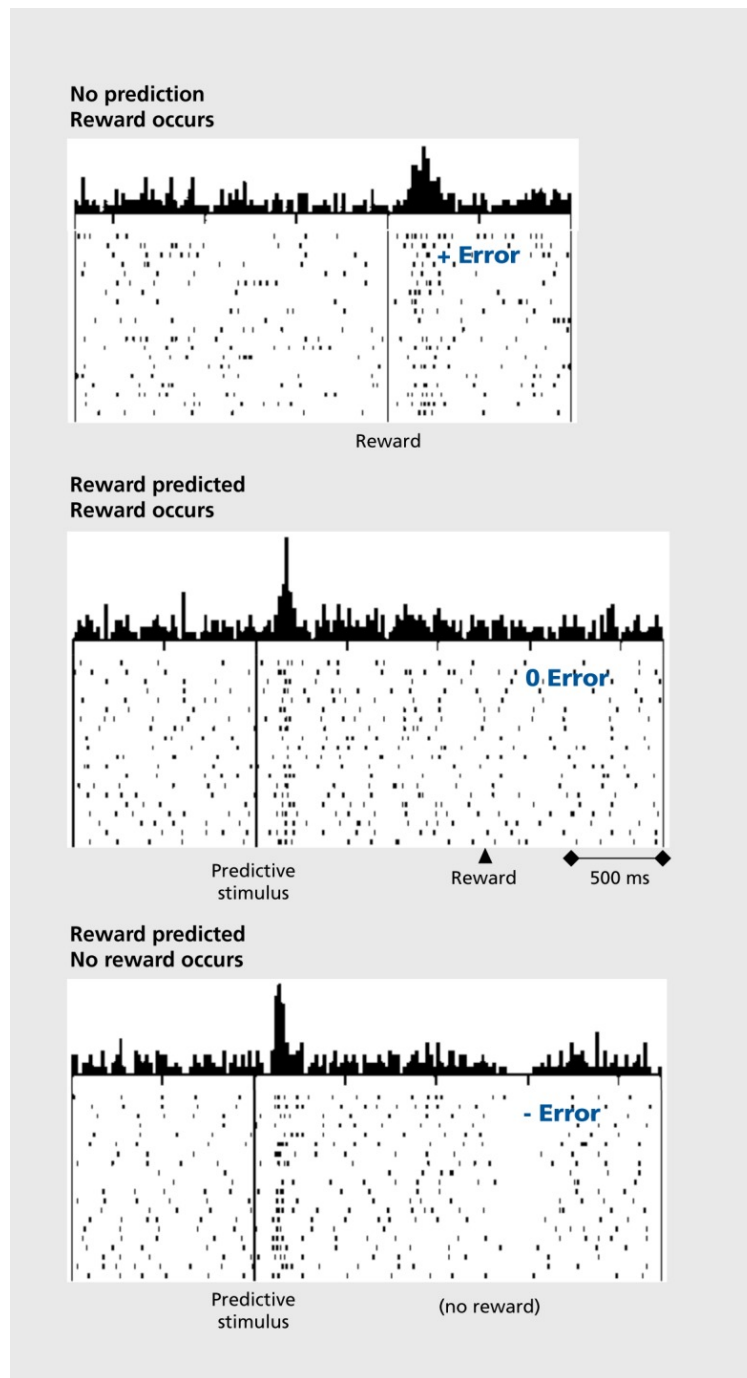 No prediction
Reward occurs
+ Error
Reward
Reward predicted
Reward occurs
0 Error
Predictive
stimulus
Reward
500 ms
Reward predicted
No reward occurs
- Error
Predictive
stimulus
(no reward)